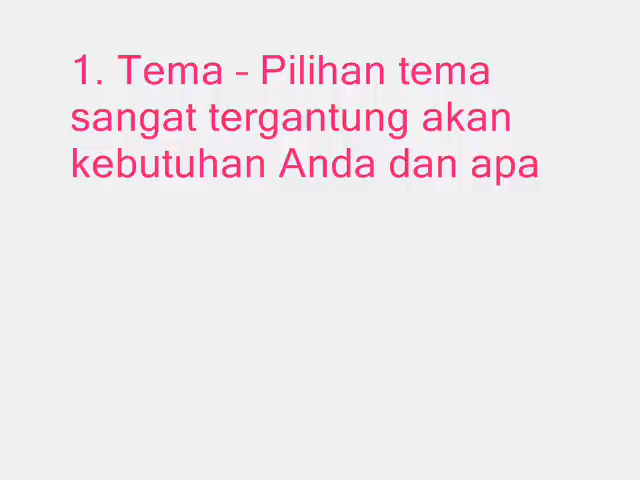 1. Tema – Pilihan tema
sangat tergantung akan
kebutuhan Anda dan apa